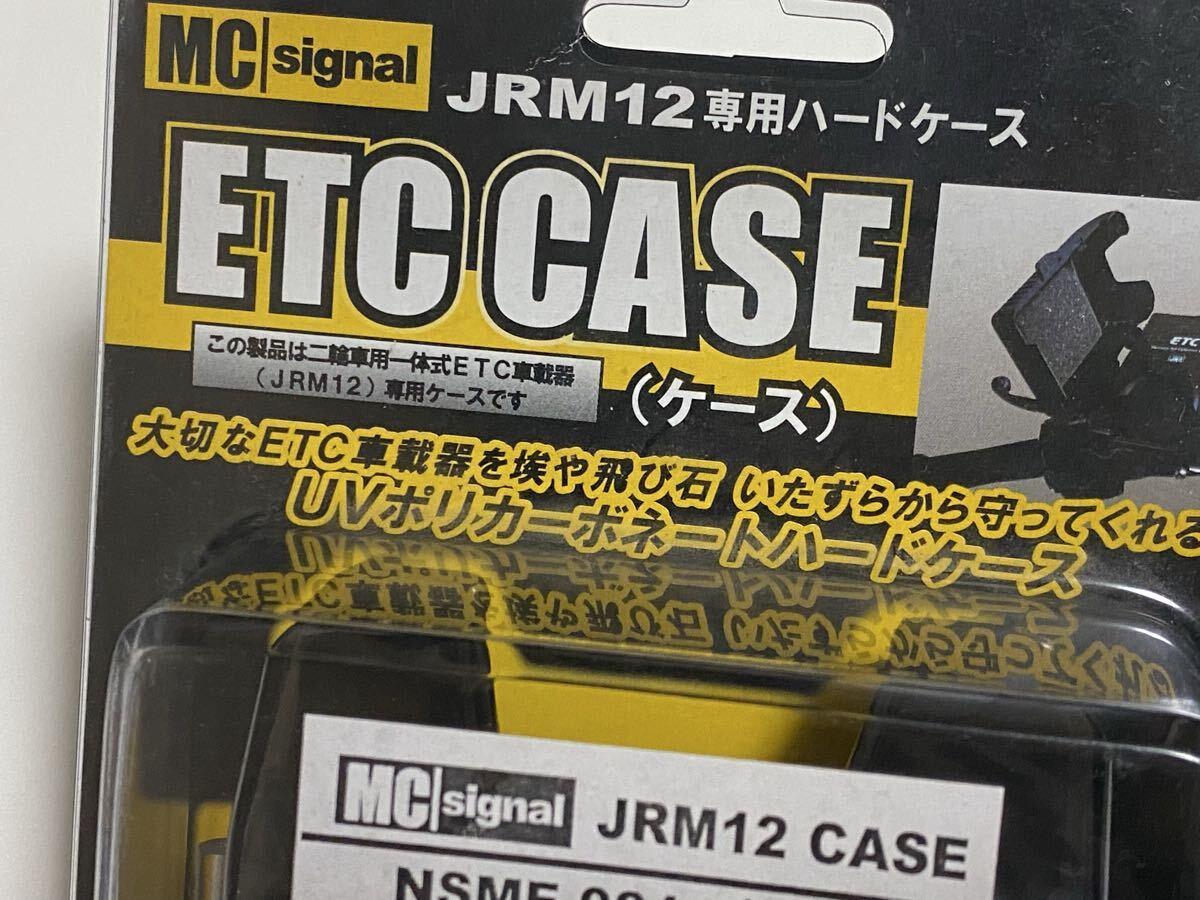 MC signal
JRM12専用ハードケース
ETC CASE
この製品は二輪車用一体式ETC車載器
(JRM12)専用ケースです
(ケース)
ETC
大切なETC車載器を埃や飛び石 いたずらから守ってくれる
UVポリカーボネートハードケース
MC signal JRM12 CASE